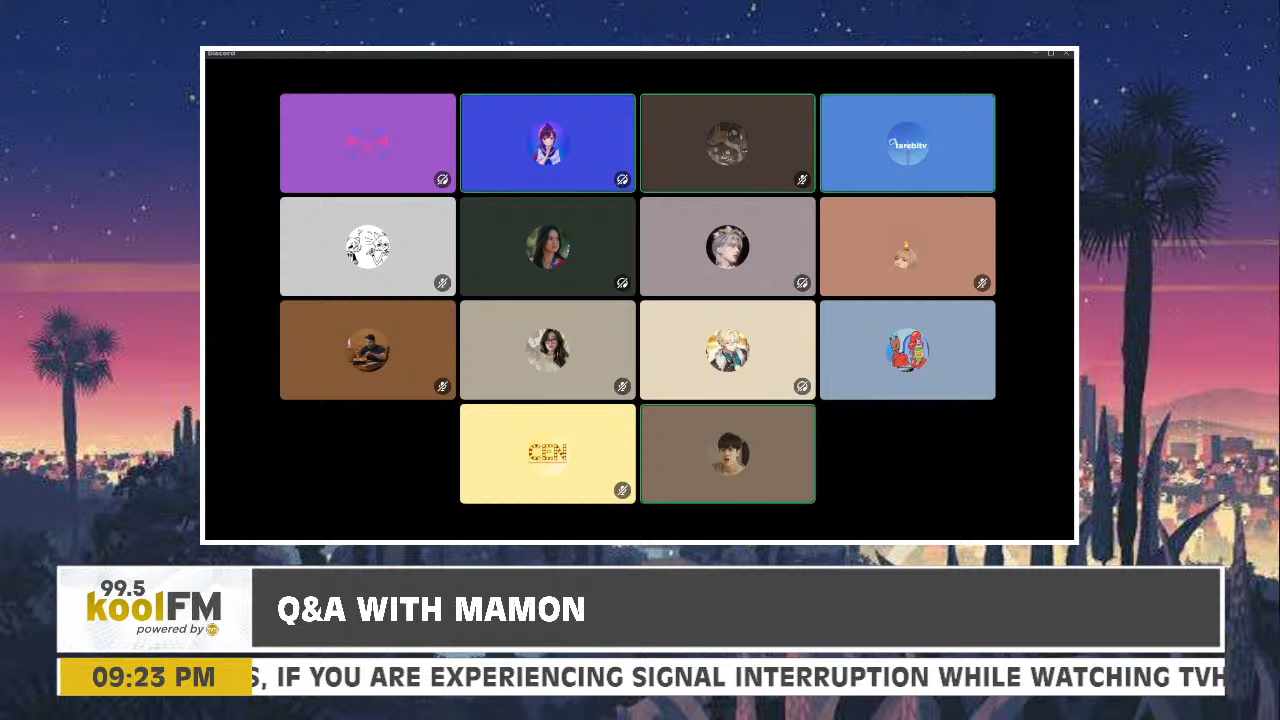 Discord
terebitv
CEN
99.5
koolFM
powered by
Q&A WITH MAMON
09:23 PM
S, IF YOU ARE EXPERIENCING SIGNAL INTERRUPTION WHILE WATCHING TVH